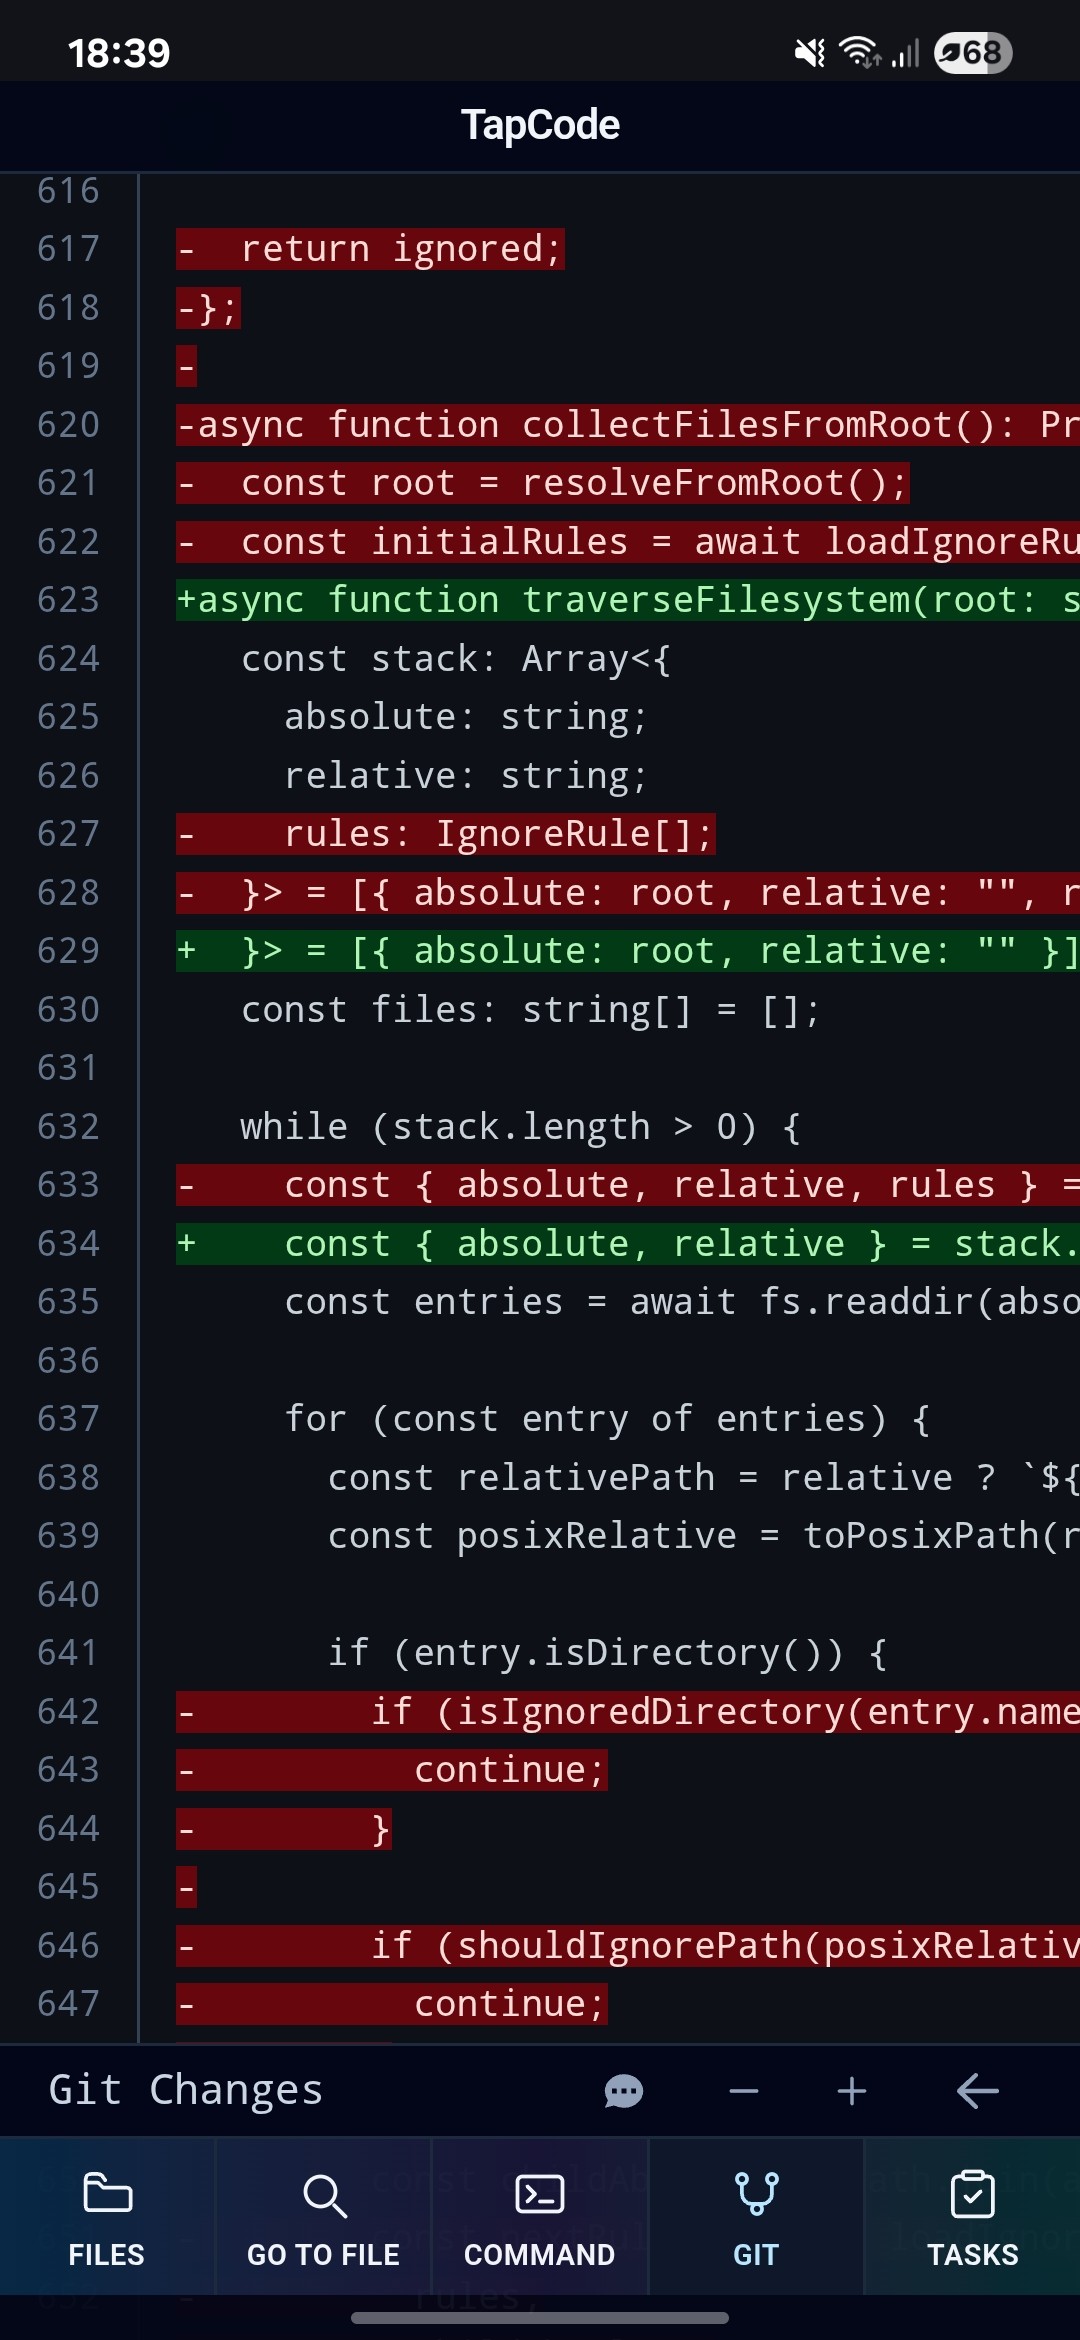 18:39
68
TapCode
616
617 -  return ignored;
618 -};
619 -
620 -async function collectFilesFromRoot(): Pr
621 -  const root = resolveFromRoot();
622 -  const initialRules = await loadIgnoreRu
623 +async function traverseFilesystem(root: s
624    const stack: Array<{
625      absolute: string;
626      relative: string;
627 -    rules: IgnoreRule[];
628 -  }> = [{ absolute: root, relative: "", r
629 +  }> = [{ absolute: root, relative: "" }]
630    const files: string[] = [];
631
632    while (stack.length > 0) {
633 -    const { absolute, relative, rules } =
634 +    const { absolute, relative } = stack.
635      const entries = await fs.readdir(abso
636
637      for (const entry of entries) {
638        const relativePath = relative ? `${
639        const posixRelative = toPosixPath(r
640
641        if (entry.isDirectory()) {
642 -        if (isIgnoredDirectory(entry.name
643 -          continue;
644 -        }
645 -
646 -        if (shouldIgnorePath(posixRelativ
647 -          continue;
Git Changes
FILES GO TO FILE COMMAND GIT TASKS
652 - rules,